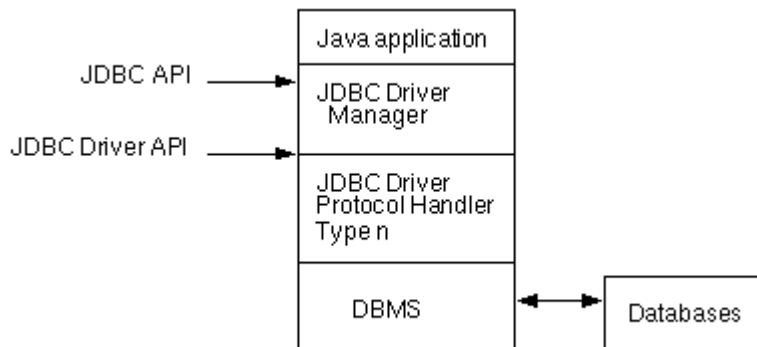 Java application
JDBC API
JDBC Driver
Manager
JDBC Driver API
JDBC Driver
Protocol Handler
Type n
DBMS
Databases